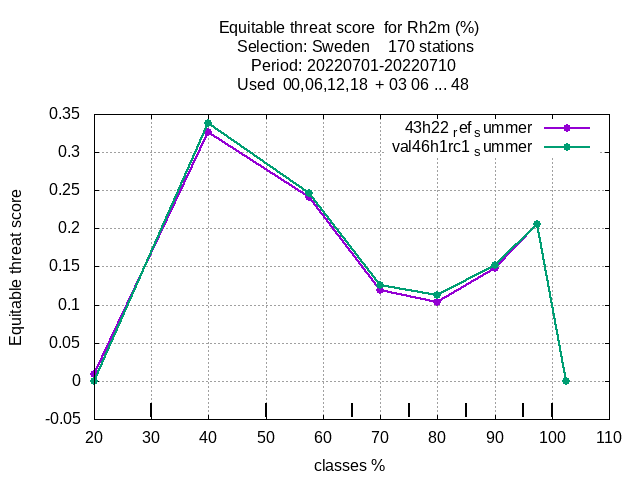 Equitable threat score for Rh2m (%)
Selection: Sweden 170 stations
Period: 20220701-20220710
Used 00,06,12,18 + 03 06 ... 48
43h22 ref summer
val46h1rc1 summer
Equitable threat score
0.35
0.3
0.25
0.2
0.15
0.1
0.05
0
-0.05
20 30 40 50 60 70 80 90 100 110
classes %